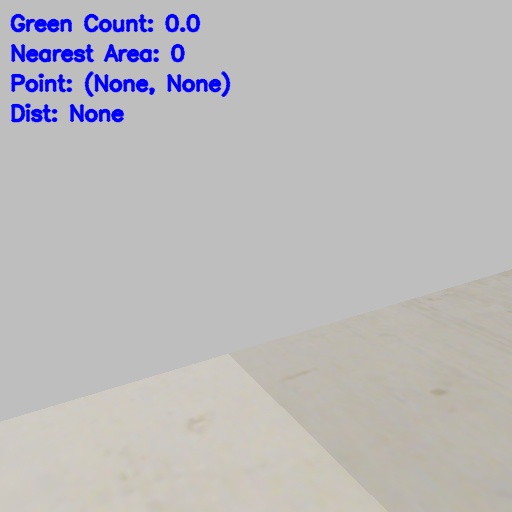 Green Count: 0.0
Nearest Area: 0
Point: (None, None)
Dist: None